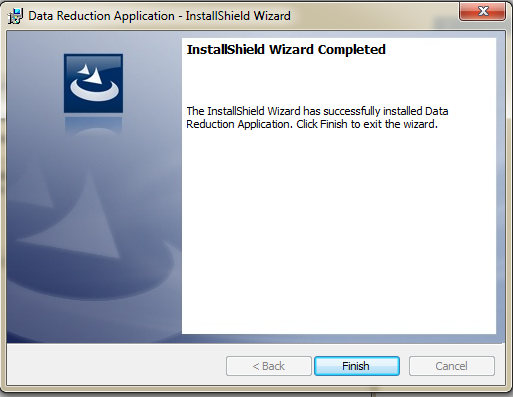 Data Reduction Application - InstallShield Wizard
InstallShield Wizard Completed
The InstallShield Wizard has successfully installed Data
Reduction Application. Click Finish to exit the wizard.
< Back
Finish
Cancel